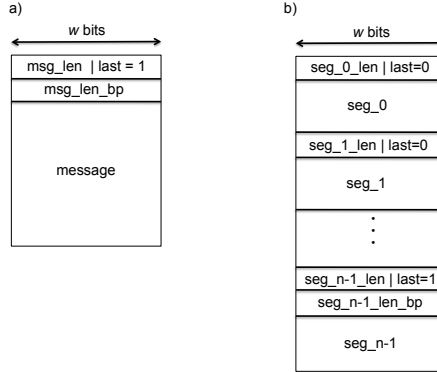 a)
w bits
msg_len | last = 1
msg_len_bp
message
b)
w bits
seg_0_len | last=0
seg_0
seg_1_len | last=0
seg_1
seg_n-1_len | last=1
seg_n-1_len_bp
seg_n-1